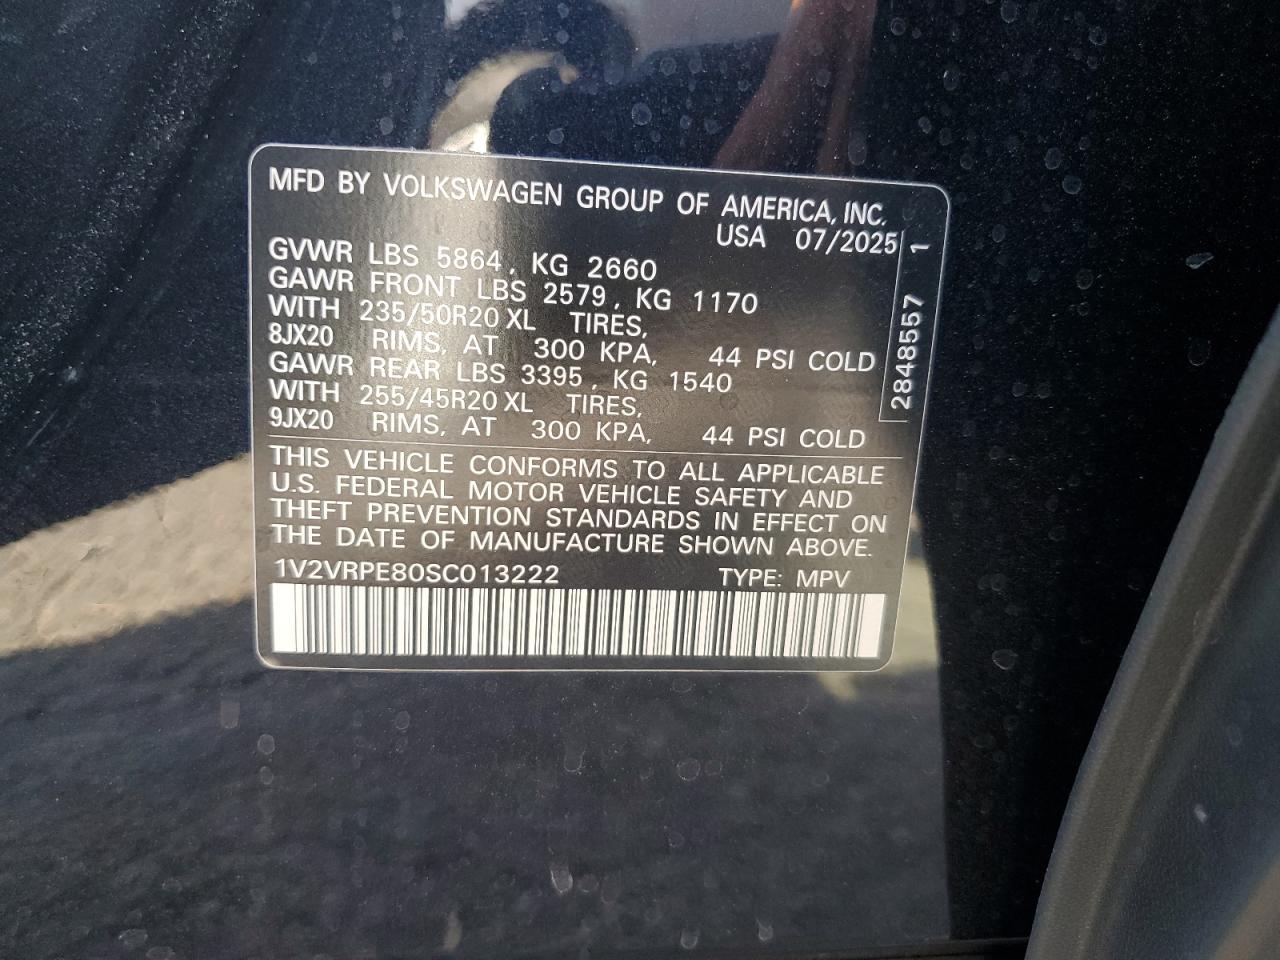 MFD BY VOLKSWAGEN GROUP OF AMERICA, INC.
USA 07/2025
GVWR LBS 5864, KG 2660
GAWR FRONT LBS 2579, KG 1170
WITH 235/50R20 XL TIRES,
8JX20 RIMS, AT 300 KPA, 44 PSI COLD
GAWR REAR LBS 3395, KG 1540
WITH 255/45R20 XL TIRES,
9JX20 RIMS, AT 300 KPA, 44 PSI COLD
2848557 1
THIS VEHICLE CONFORMS TO ALL APPLICABLE
U.S. FEDERAL MOTOR VEHICLE SAFETY AND
THEFT PREVENTION STANDARDS IN EFFECT ON
THE DATE OF MANUFACTURE SHOWN ABOVE.
1V2VRPE80SC013222 TYPE: MPV